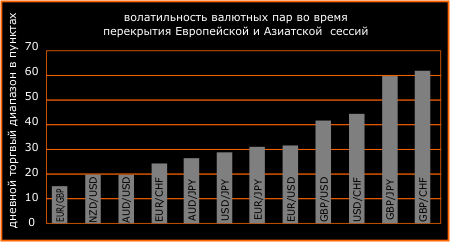 волатильность валютных пар во время
перекрытия Европейской и Азиатской сессий
дневной торгвый диапазон в пунктах
70
60
50
40
30
20
10
0
EUR/GBP
NZD/USD
AUD/USD
EUR/CHF
AUD/JPY
USD/JPY
EUR/JPY
EUR/USD
GBP/USD
USD/CHF
GBP/JPY
GBP/CHF